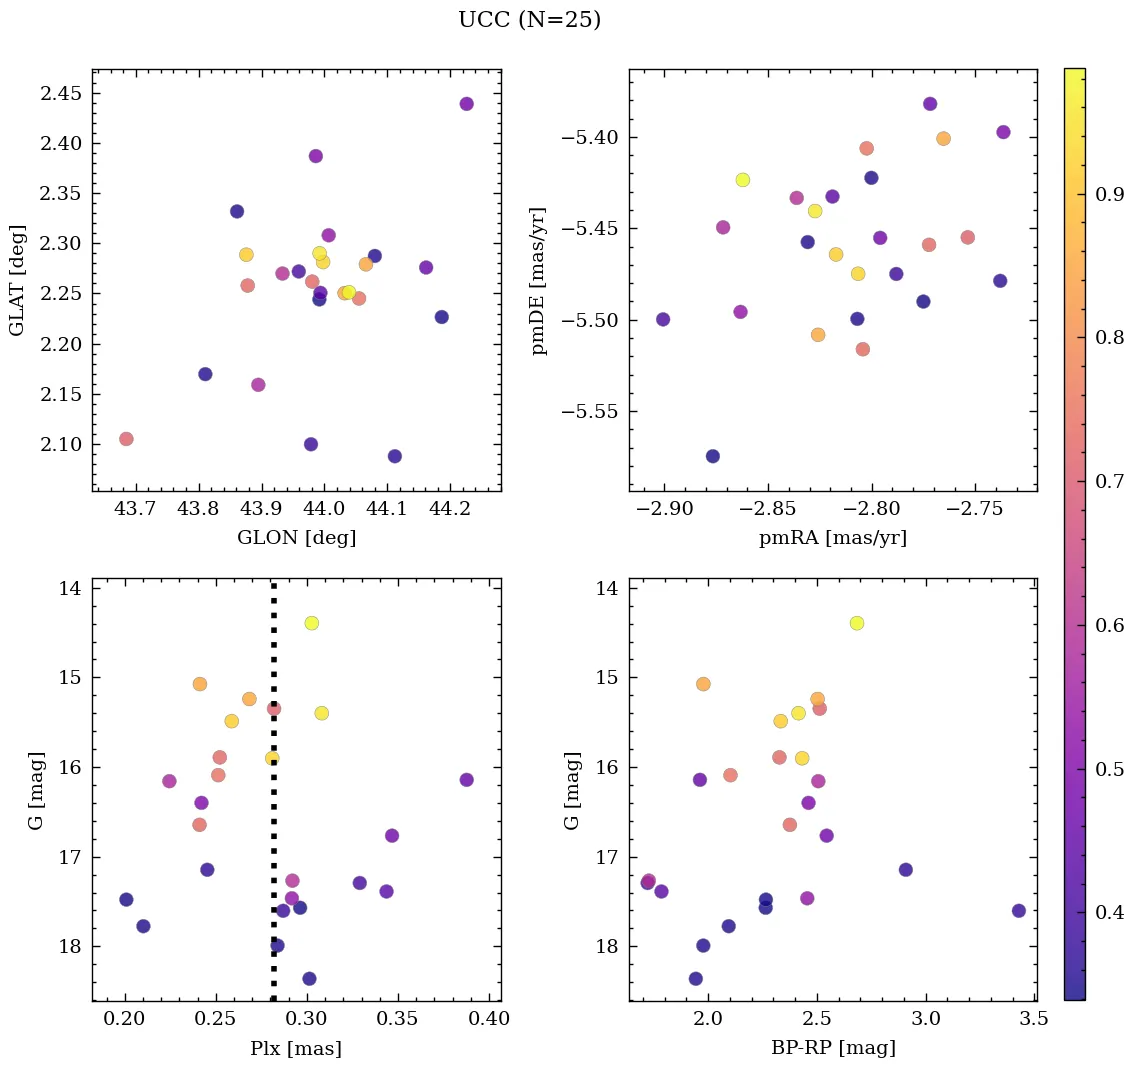 UCC (N=25)
2.45
2.40
2.35
2.30
2.25
2.20
2.15
2.10
GLAT [deg]
43.7 43.8 43.9 44.0 44.1 44.2
GLON [deg]
−5.40
−5.45
−5.50
−5.55
pmDE [mas/yr]
−2.90 −2.85 −2.80 −2.75
pmRA [mas/yr]
14
15
16
17
18
G [mag]
0.20 0.25 0.30 0.35 0.40
Plx [mas]
14
15
16
17
18
G [mag]
2.0 2.5 3.0 3.5
BP-RP [mag]
0.9
0.8
0.7
0.6
0.5
0.4